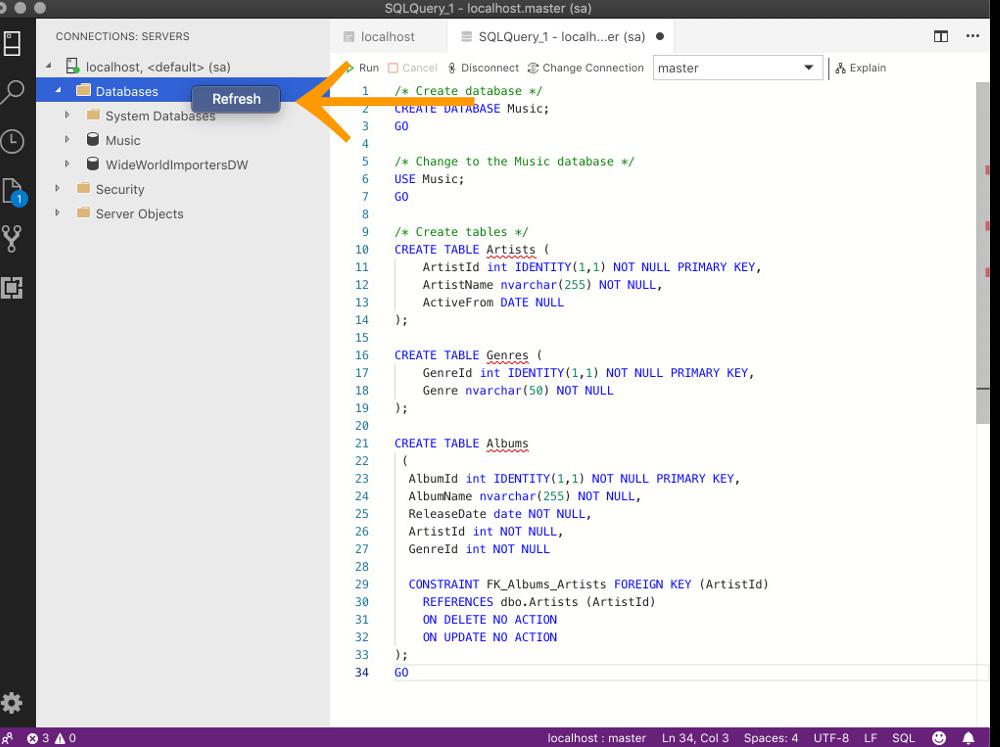 SQLQuery_1 - localhost.master (sa)
CONNECTIONS: SERVERS
localhost, <default> (sa)
Databases
Refresh
System Databases
Music
WideWorldImportersDW
Security
Server Objects
1
localhost
SQLQuery_1 - localh...er (sa)
Run Cancel Disconnect Change Connection master Explain
1 /* Create database */
2 CREATE DATABASE Music;
3 GO
4
5 /* Change to the Music database */
6 USE Music;
7 GO
8
9 /* Create tables */
10 CREATE TABLE Artists (
11 ArtistId int IDENTITY(1,1) NOT NULL PRIMARY KEY,
12 ArtistName nvarchar(255) NOT NULL,
13 ActiveFrom DATE NULL
14 );
15
16 CREATE TABLE Genres (
17 GenreId int IDENTITY(1,1) NOT NULL PRIMARY KEY,
18 Genre nvarchar(50) NOT NULL
19 );
20
21 CREATE TABLE Albums
22 (
23 AlbumId int IDENTITY(1,1) NOT NULL PRIMARY KEY,
24 AlbumName nvarchar(255) NOT NULL,
25 ReleaseDate date NOT NULL,
26 ArtistId int NOT NULL,
27 GenreId int NOT NULL
28
29 CONSTRAINT FK_Albums_Artists FOREIGN KEY (ArtistId)
30 REFERENCES dbo.Artists (ArtistId)
31 ON DELETE NO ACTION
32 ON UPDATE NO ACTION
33 );
34 GO
3 0 localhost : master Ln 34, Col 3 Spaces: 4 UTF-8 LF SQL